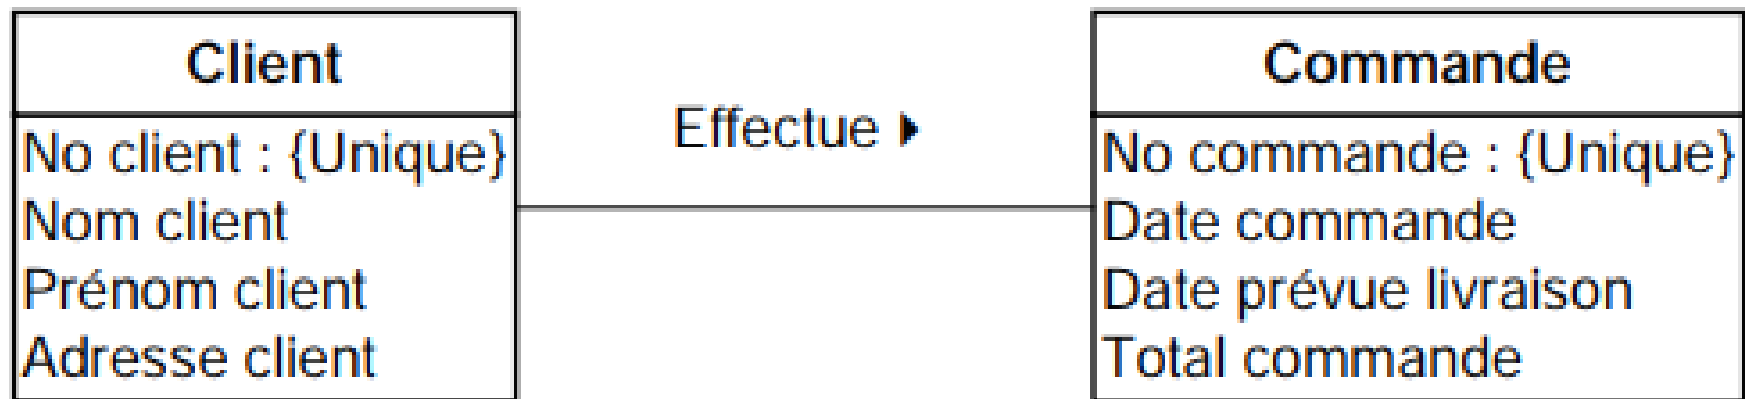 Client
No client : {Unique}
Nom client
Prénom client
Adresse client
Effectue
Commande
No commande : {Unique}
Date commande
Date prévue livraison
Total commande